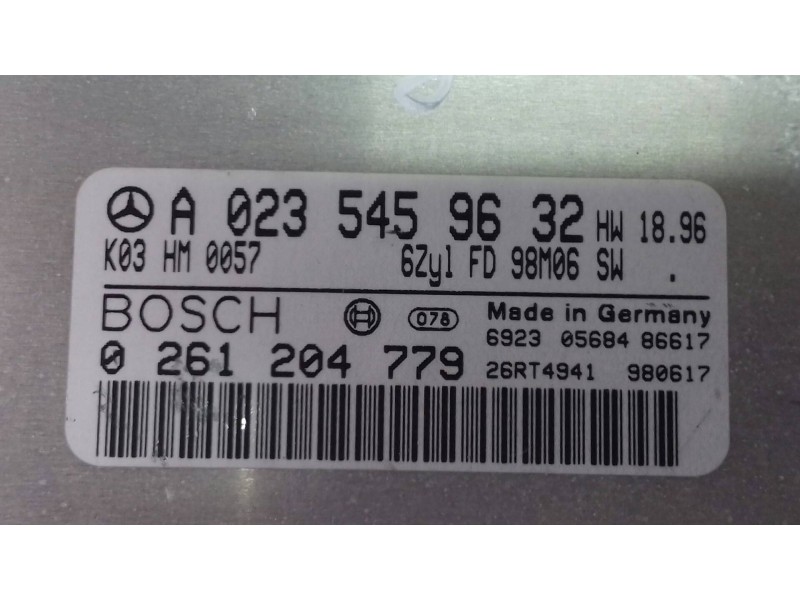 A 023 545 96 32 HW 18.96
K03 HM 0057 6Zyl FD 98M06 SW .
BOSCH 078 Made in Germany
6923 05684 86617
0 261 204 779 26RT4941 980617